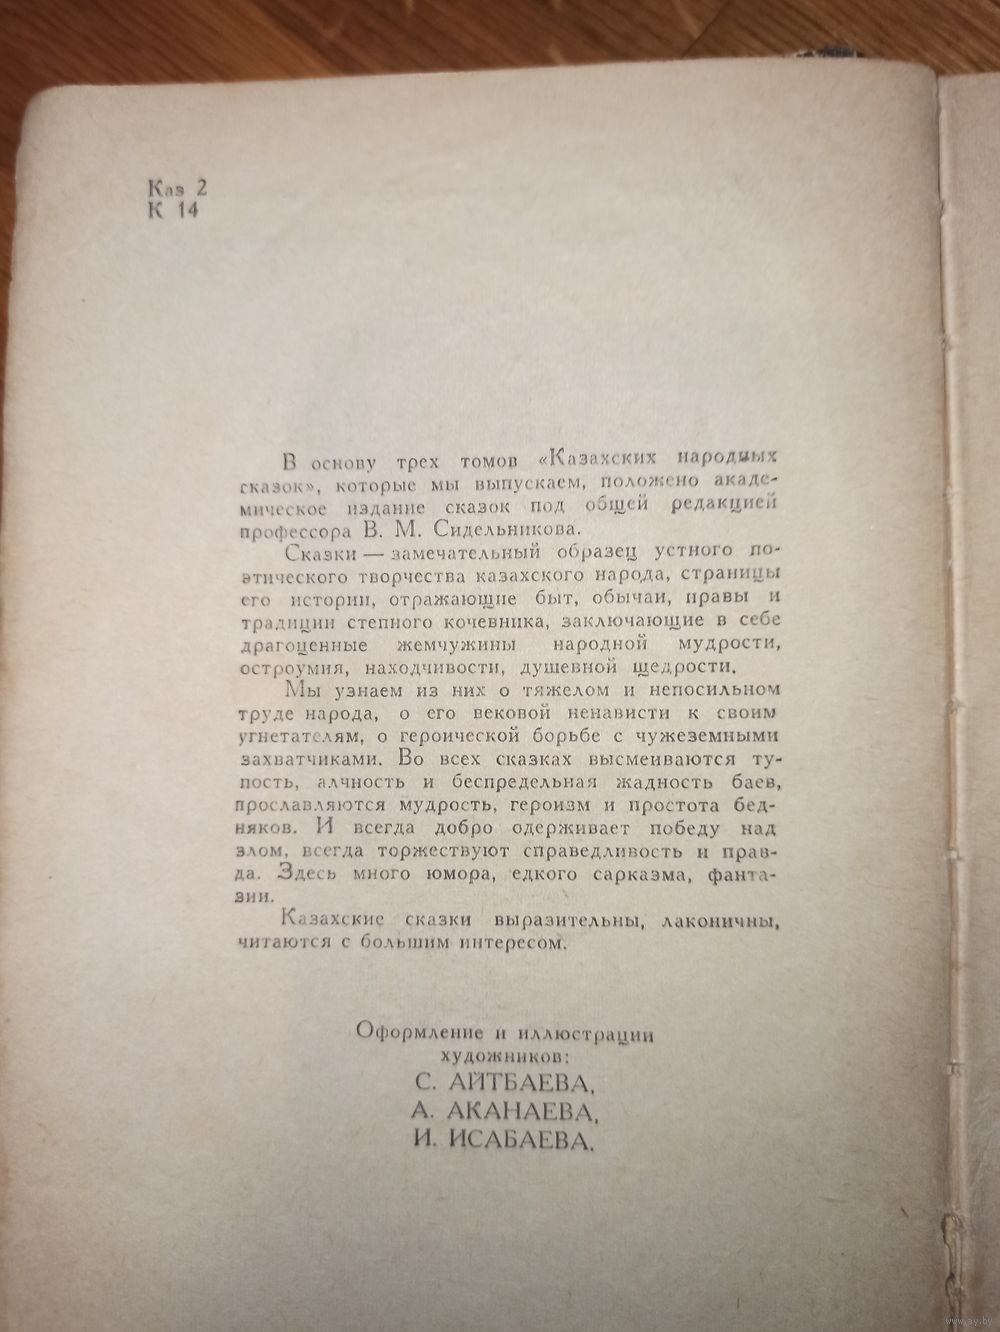 Каз 2
К 14
В основу трех томов «Казахских народных
сказок», которые мы выпускаем, положено акаде-
мическое издание сказок под общей редакцией
профессора В. М. Сидельникова.
Сказки — замечательный образец устного по-
этического творчества казахского народа, страницы
его истории, отражающие быт, обычаи, нравы и
традиции степного кочевника, заключающие в себе
драгоценные жемчужины народной мудрости,
остроумия, находчивости, душевной щедрости.
Мы узнаем из них о тяжелом и непосильном
труде народа, о его вековой ненависти к своим
угнетателям, о героической борьбе с чужеземными
захватчиками. Во всех сказках высмеиваются ту-
пость, алчность и беспредельная жадность баев,
прославляются мудрость, героизм и простота бед-
няков. И всегда добро одерживает победу над
злом, всегда торжествуют справедливость и прав-
да. Здесь много юмора, едкого сарказма, фанта-
зии.
Казахские сказки выразительны, лаконичны,
читаются с большим интересом.
Оформление и иллюстрации
художников:
С. АЙТБАЕВА,
А. АКАНАЕВА,
И. ИСАБАЕВА.
www.ay.by